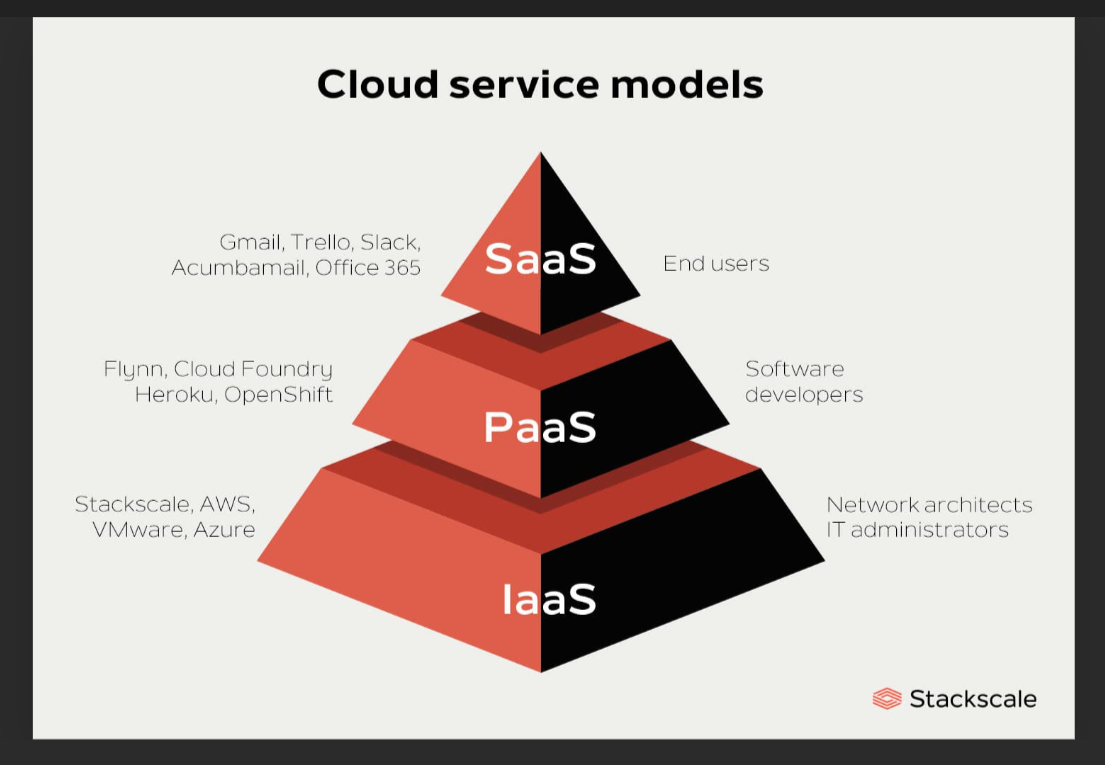 Cloud service models
Gmail, Trello, Slack,
Acumbamail, Office 365
SaaS
End users
Flynn, Cloud Foundry
Heroku, OpenShift
PaaS
Software
developers
Stackscale, AWS,
VMware, Azure
IaaS
Network architects
IT administrators
Stackscale